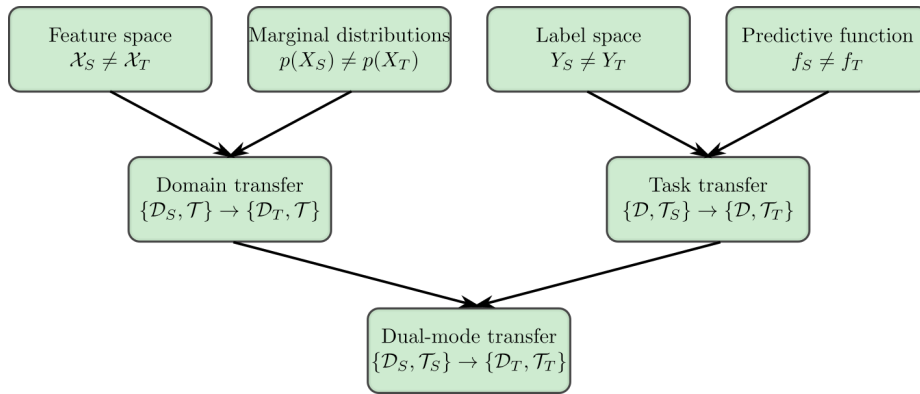 Feature space
𝒳_S ≠ 𝒳_T
Marginal distributions
p(X_S) ≠ p(X_T)
Label space
Y_S ≠ Y_T
Predictive function
f_S ≠ f_T
Domain transfer
{𝒟_S, 𝒯} → {𝒟_T, 𝒯}
Task transfer
{𝒟, 𝒯_S} → {𝒟, 𝒯_T}
Dual-mode transfer
{𝒟_S, 𝒯_S} → {𝒟_T, 𝒯_T}